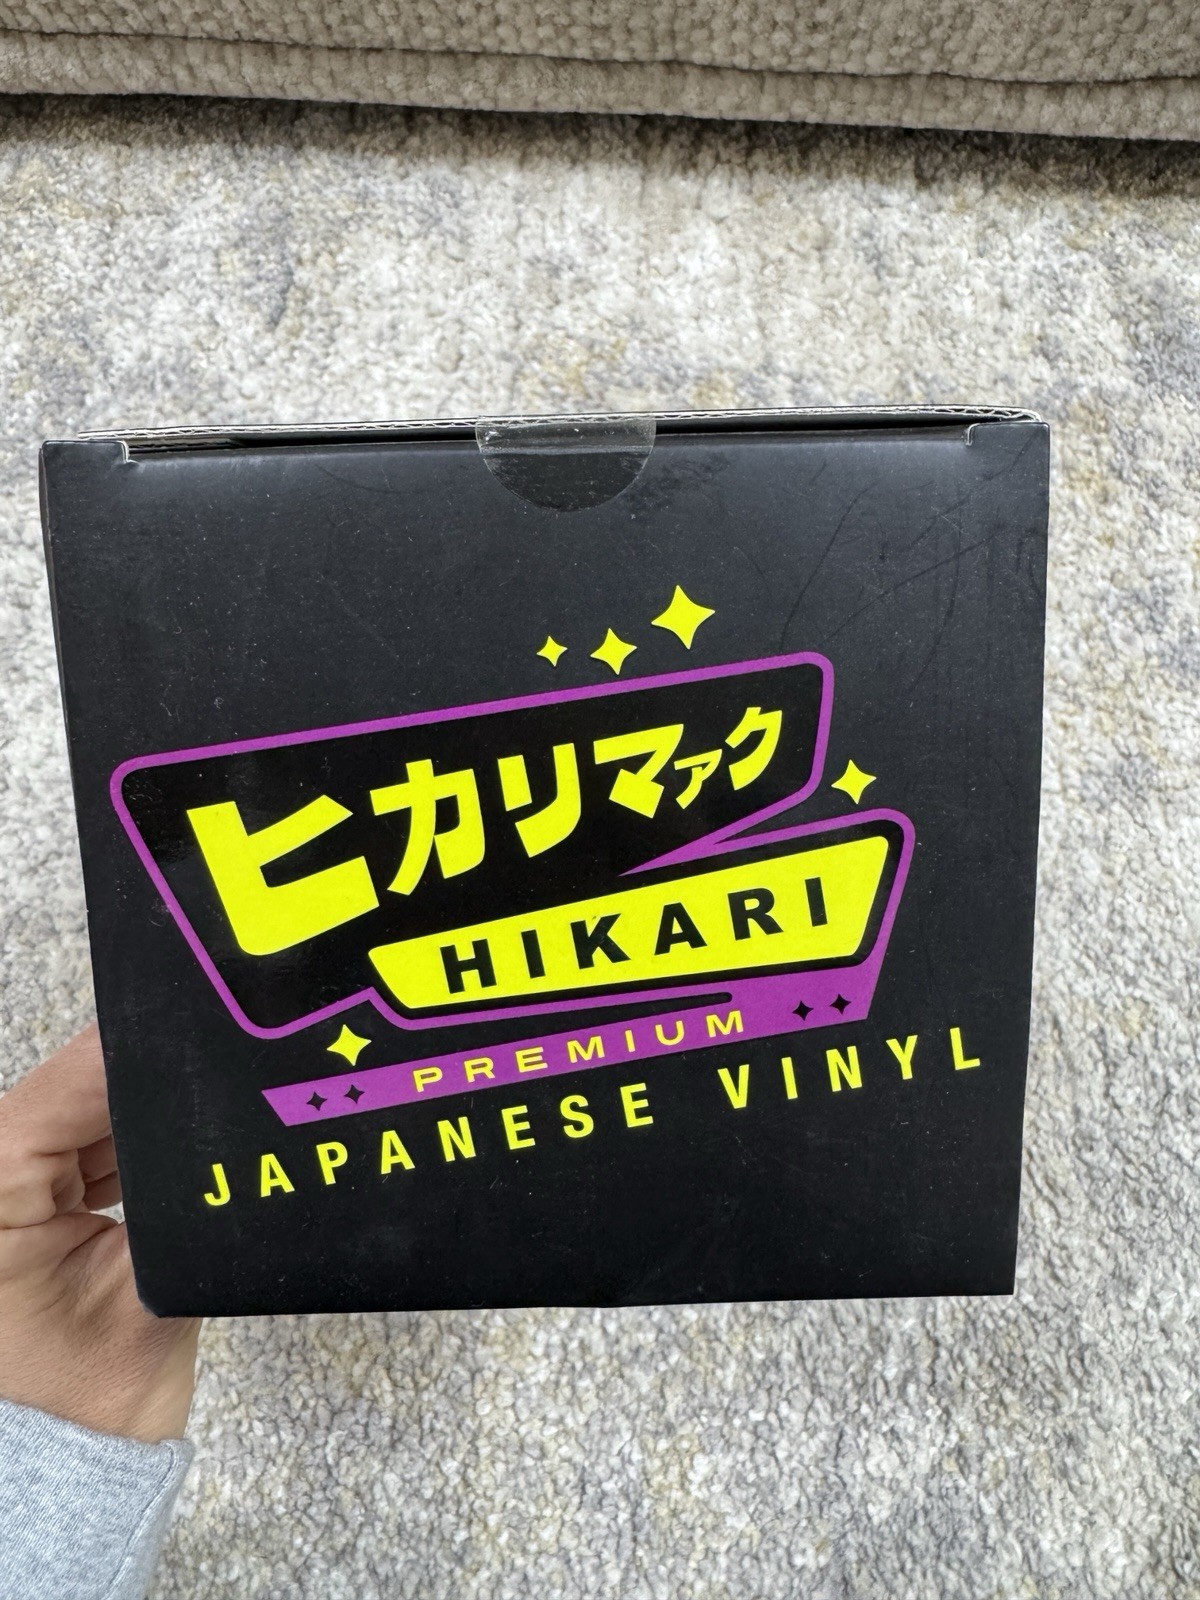 ヒカリマァク
HIKARI
PREMIUM
JAPANESE VINYL